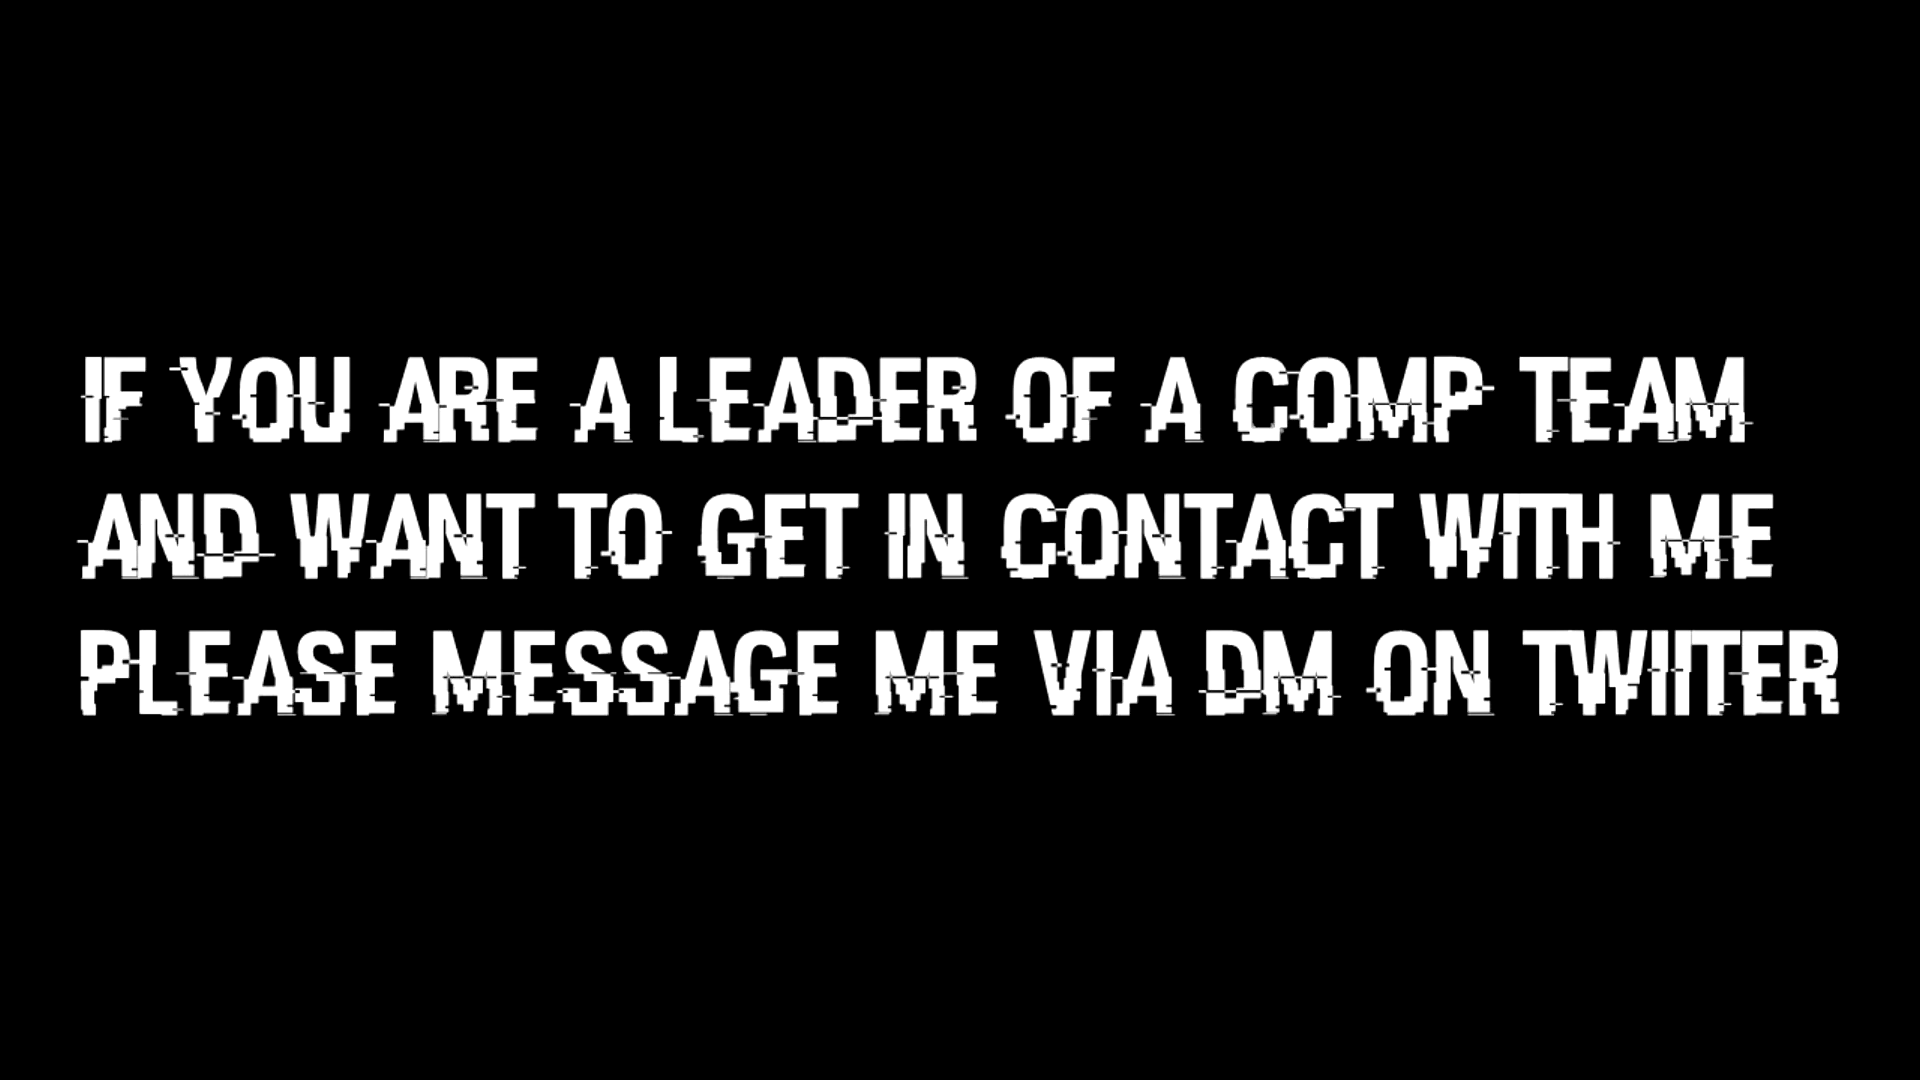 IF YOU ARE A LEADER OF A COMP TEAM
AND WANT TO GET IN CONTACT WITH ME
PLEASE MESSAGE ME VIA DM ON TWIITER